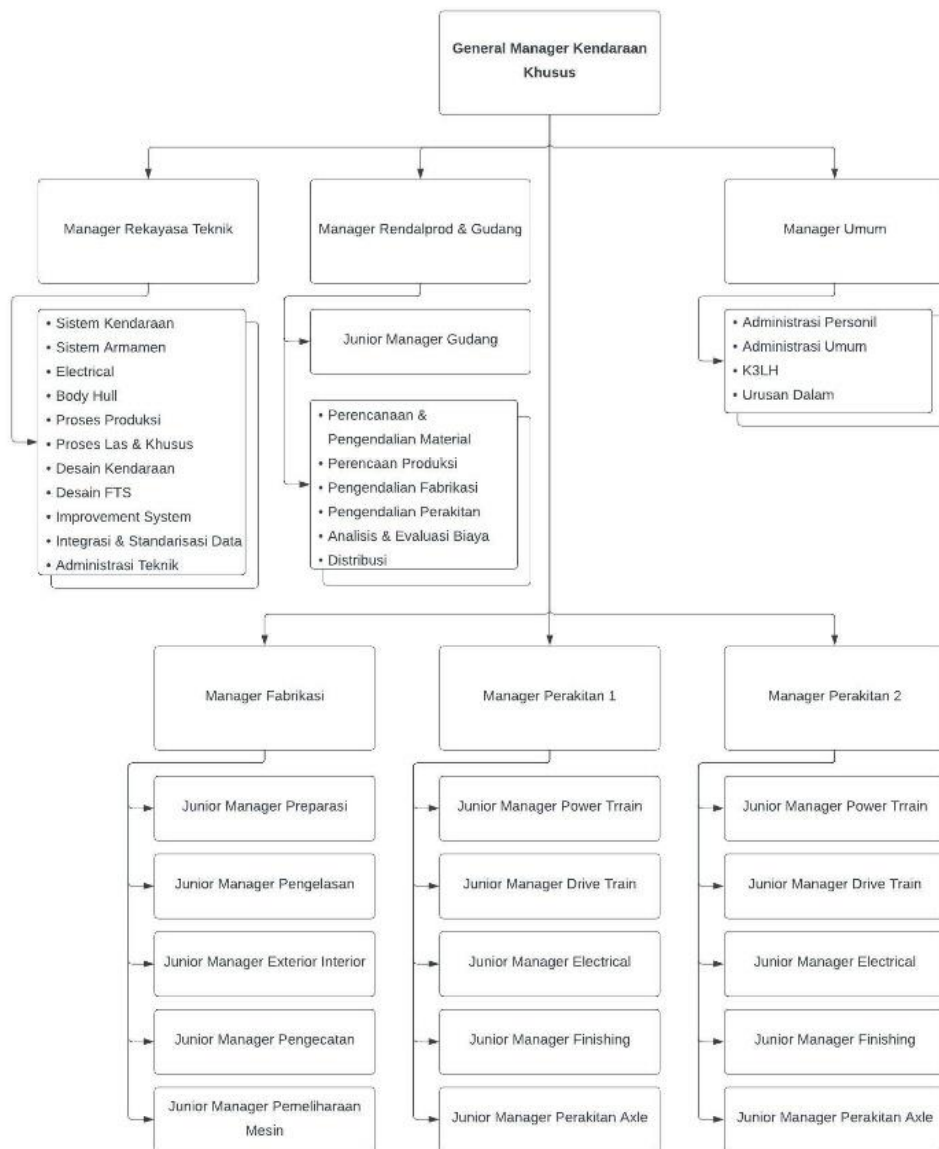 General Manager Kendaraan
Khusus
Manager Rekayasa Teknik
Manager Rendalprod & Gudang
Manager Umum
• Sistem Kendaraan
• Sistem Armamen
• Electrical
• Body Hull
• Proses Produksi
• Proses Las & Khusus
• Desain Kendaraan
• Desain FTS
• Improvement System
• Integrasi & Standarisasi Data
• Administrasi Teknik
Junior Manager Gudang
• Perencanaan &
Pengendalian Material
• Perencaan Produksi
• Pengendalian Fabrikasi
• Pengendalian Perakitan
• Analisis & Evaluasi Biaya
• Distribusi
• Administrasi Personil
• Administrasi Umum
• K3LH
• Urusan Dalam
Manager Fabrikasi
Manager Perakitan 1
Manager Perakitan 2
Junior Manager Preparasi
Junior Manager Pengelasan
Junior Manager Exterior Interior
Junior Manager Pengecatan
Junior Manager Pemeliharaan
Mesin
Junior Manager Power Trrain
Junior Manager Drive Train
Junior Manager Electrical
Junior Manager Finishing
Junior Manager Perakitan Axle
Junior Manager Power Trrain
Junior Manager Drive Train
Junior Manager Electrical
Junior Manager Finishing
Junior Manager Perakitan Axle